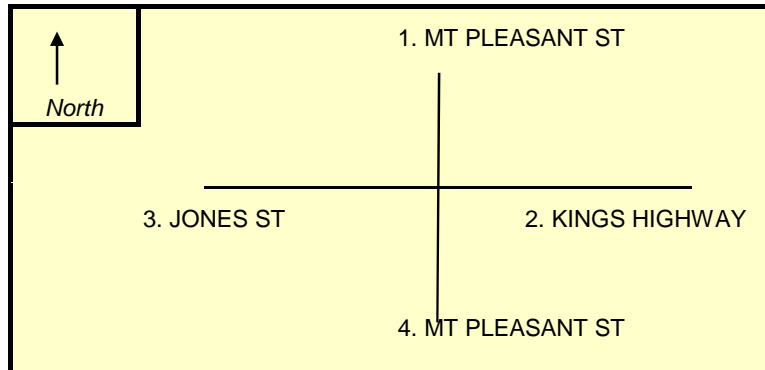 1. MT PLEASANT ST
North
3. JONES ST
2. KINGS HIGHWAY
4. MT PLEASANT ST